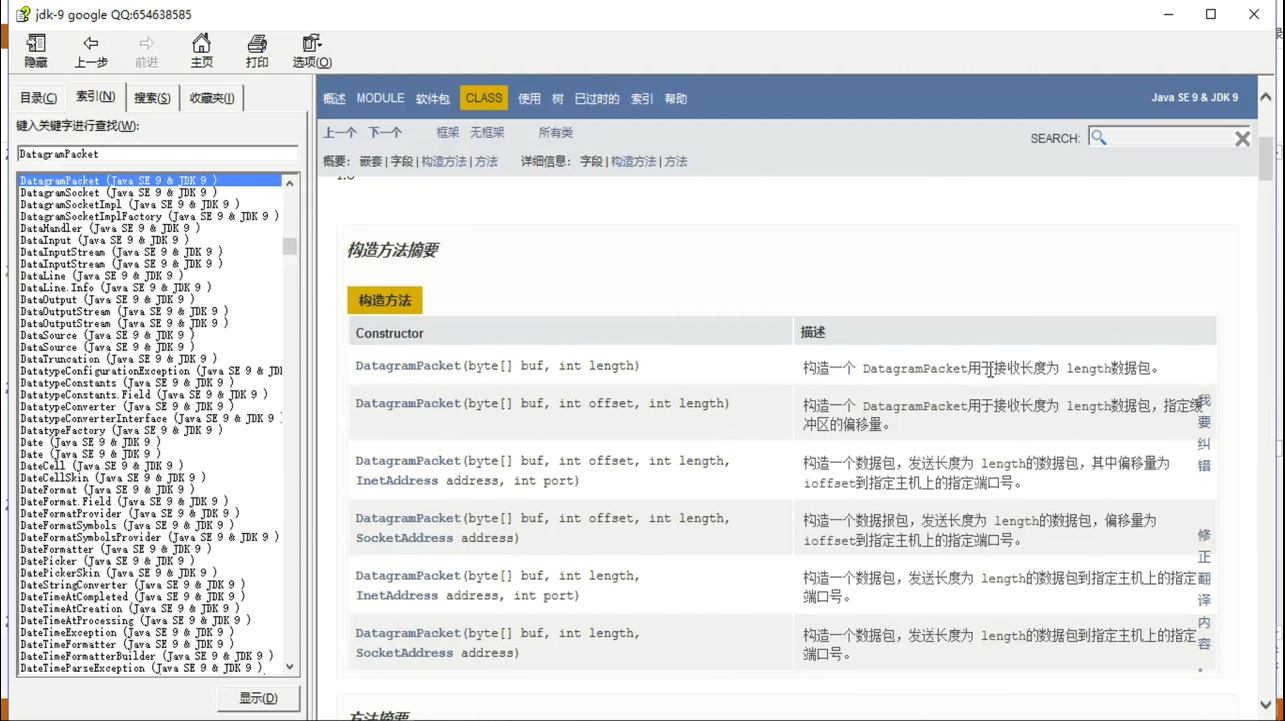 jdk-9 google QQ:654638585
隐藏 上一步 前进 主页 打印 选项(O)
目录(C) 索引(N) 搜索(S) 收藏夹(I)
键入关键字进行查找(W):
DatagramPacket
DatagramPacket (Java SE 9 & JDK 9 )
DatagramSocket (Java SE 9 & JDK 9 )
DatagramSocketImpl (Java SE 9 & JDK 9 )
DatagramSocketImplFactory (Java SE 9 & JDK 9 )
DataHandler (Java SE 9 & JDK 9 )
DataInput (Java SE 9 & JDK 9 )
DataInputStream (Java SE 9 & JDK 9 )
DataInputStream (Java SE 9 & JDK 9 )
DataLine (Java SE 9 & JDK 9 )
DataLine.Info (Java SE 9 & JDK 9 )
DataOutput (Java SE 9 & JDK 9 )
DataOutputStream (Java SE 9 & JDK 9 )
DataOutputStream (Java SE 9 & JDK 9 )
DataSource (Java SE 9 & JDK 9 )
DataSource (Java SE 9 & JDK 9 )
DataTruncation (Java SE 9 & JDK 9 )
DatatypeConfigurationException (Java SE 9 & JD
DatatypeConstants (Java SE 9 & JDK 9 )
DatatypeConstants.Field (Java SE 9 & JDK 9 )
DatatypeConverter (Java SE 9 & JDK 9 )
DatatypeConverterInterface (Java SE 9 & JDK 9 )
DatatypeFactory (Java SE 9 & JDK 9 )
Date (Java SE 9 & JDK 9 )
Date (Java SE 9 & JDK 9 )
DateCell (Java SE 9 & JDK 9 )
DateCellSkin (Java SE 9 & JDK 9 )
DateFormat (Java SE 9 & JDK 9 )
DateFormat.Field (Java SE 9 & JDK 9 )
DateFormatProvider (Java SE 9 & JDK 9 )
DateFormatSymbols (Java SE 9 & JDK 9 )
DateFormatSymbolsProvider (Java SE 9 & JDK 9 )
DateFormatter (Java SE 9 & JDK 9 )
DatePicker (Java SE 9 & JDK 9 )
DatePickerSkin (Java SE 9 & JDK 9 )
DateStringConverter (Java SE 9 & JDK 9 )
DateTimeAtCompleted (Java SE 9 & JDK 9 )
DateTimeAtCreation (Java SE 9 & JDK 9 )
DateTimeAtProcessing (Java SE 9 & JDK 9 )
DateTimeException (Java SE 9 & JDK 9 )
DateTimeFormatter (Java SE 9 & JDK 9 )
DateTimeFormatterBuilder (Java SE 9 & JDK 9 )
DateTimeParseException (Java SE 9 & JDK 9 )
显示(D)
概述 MODULE 软件包 CLASS 使用 树 已过时的 索引 帮助 Java SE 9 & JDK 9
上一个 下一个 框架 无框架 所有类
SEARCH:
概要: 嵌套 | 字段 | 构造方法 | 方法 详细信息: 字段 | 构造方法 | 方法
构造方法摘要
构造方法
Constructor 描述
DatagramPacket(byte[] buf, int length) 构造一个 DatagramPacket用于接收长度为 length数据包。
DatagramPacket(byte[] buf, int offset, int length) 构造一个 DatagramPacket用于接收长度为 length数据包,指定缓
冲区的偏移量。
DatagramPacket(byte[] buf, int offset, int length, 构造一个数据包,发送长度为 length的数据包,其中偏移量为
InetAddress address, int port) ioffset到指定主机上的指定端口号。
DatagramPacket(byte[] buf, int offset, int length, 构造一个数据报包,发送长度为 length的数据包,偏移量为
SocketAddress address) ioffset到指定主机上的指定端口号。
DatagramPacket(byte[] buf, int length, 构造一个数据包,发送长度为 length的数据包到指定主机上的指定
InetAddress address, int port) 端口号。
DatagramPacket(byte[] buf, int length, 构造一个数据包,发送长度为 length的数据包到指定主机上的指定
SocketAddress address) 端口号。
我要纠错
修正翻译内容
方法摘要